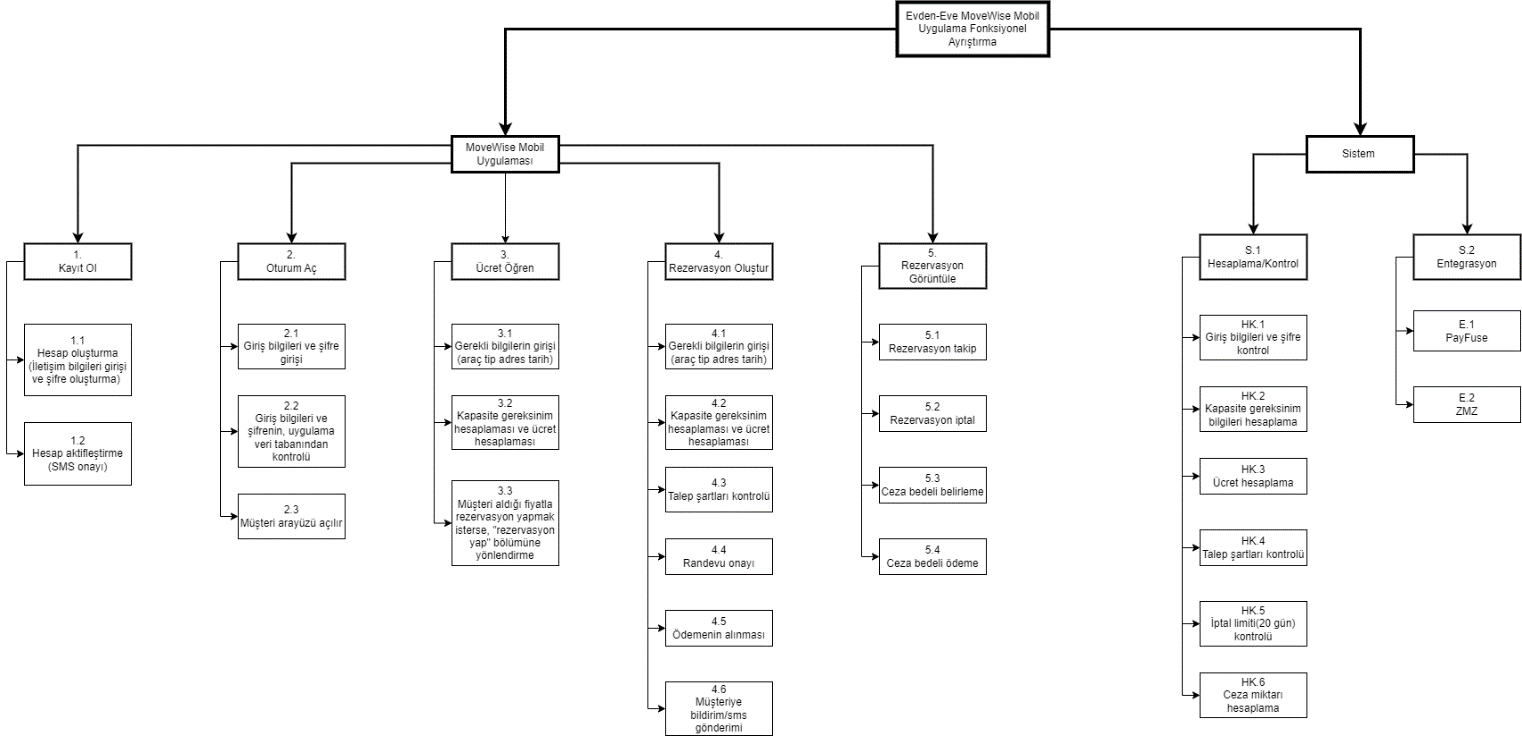 Evden-Eve MoveWise Mobil
Uygulama Fonksiyonel
Ayrıştırma
MoveWise Mobil
Uygulaması
Sistem
1.
Kayıt Ol
2.
Oturum Aç
3.
Ücret Öğren
4.
Rezervasyon Oluştur
5.
Rezervasyon
Görüntüle
S.1
Hesaplama/Kontrol
S.2
Entegrasyon
1.1
Hesap oluşturma
(İletişim bilgileri girişi
ve şifre oluşturma)
1.2
Hesap aktifleştirme
(SMS onayı)
2.1
Giriş bilgileri ve şifre
girişi
2.2
Giriş bilgileri ve
şifrenin, uygulama
veri tabanından
kontrolü
2.3
Müşteri arayüzü açılır
3.1
Gerekli bilgilerin girişi
(araç tip adres tarih)
3.2
Kapasite gereksinim
hesaplaması ve ücret
hesaplaması
3.3
Müşteri aldığı fiyatla
rezervasyon yapmak
isterse, "rezervasyon
yap" bölümüne
yönlendirme
4.1
Gerekli bilgilerin girişi
(araç tip adres tarih)
4.2
Kapasite gereksinim
hesaplaması ve ücret
hesaplaması
4.3
Talep şartları kontrolü
4.4
Randevu onayı
4.5
Ödemenin alınması
4.6
Müşteriye
bildirim/sms
gönderimi
5.1
Rezervasyon takip
5.2
Rezervasyon iptal
5.3
Ceza bedeli belirleme
5.4
Ceza bedeli ödeme
HK.1
Giriş bilgileri ve şifre
kontrol
HK.2
Kapasite gereksinim
bilgileri hesaplama
HK.3
Ücret hesaplama
HK.4
Talep şartları kontrolü
HK.5
İptal limiti(20 gün)
kontrolü
HK.6
Ceza miktarı
hesaplama
E.1
PayFuse
E.2
ZMZ